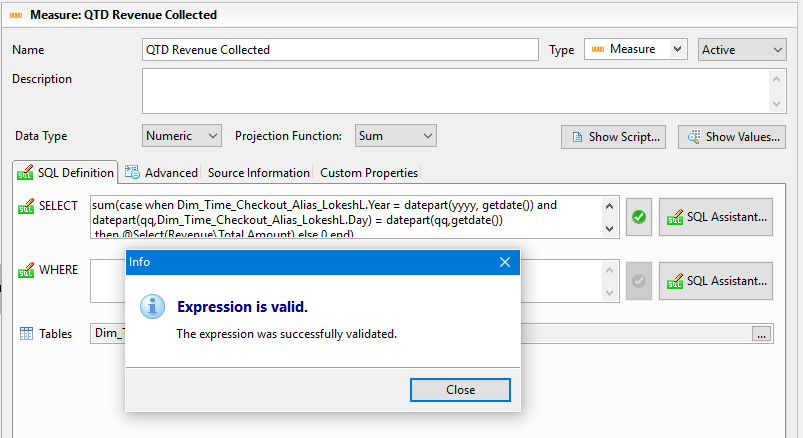 Measure: QTD Revenue Collected
Name QTD Revenue Collected Type Measure Active
Description
Data Type Numeric Projection Function: Sum Show Script... Show Values...
SQL Definition Advanced Source Information Custom Properties
SELECT sum(case when Dim_Time_Checkout_Alias_LokeshL.Year = datepart(yyyy, getdate()) and SQL Assistant...
datepart(qq,Dim_Time_Checkout_Alias_LokeshL.Day) = datepart(qq,getdate())
then @Select(Revenue\Total Amount) else 0 end)
Info
WHERE SQL Assistant...
Expression is valid.
The expression was successfully validated.
Tables Dim_T ...
Close